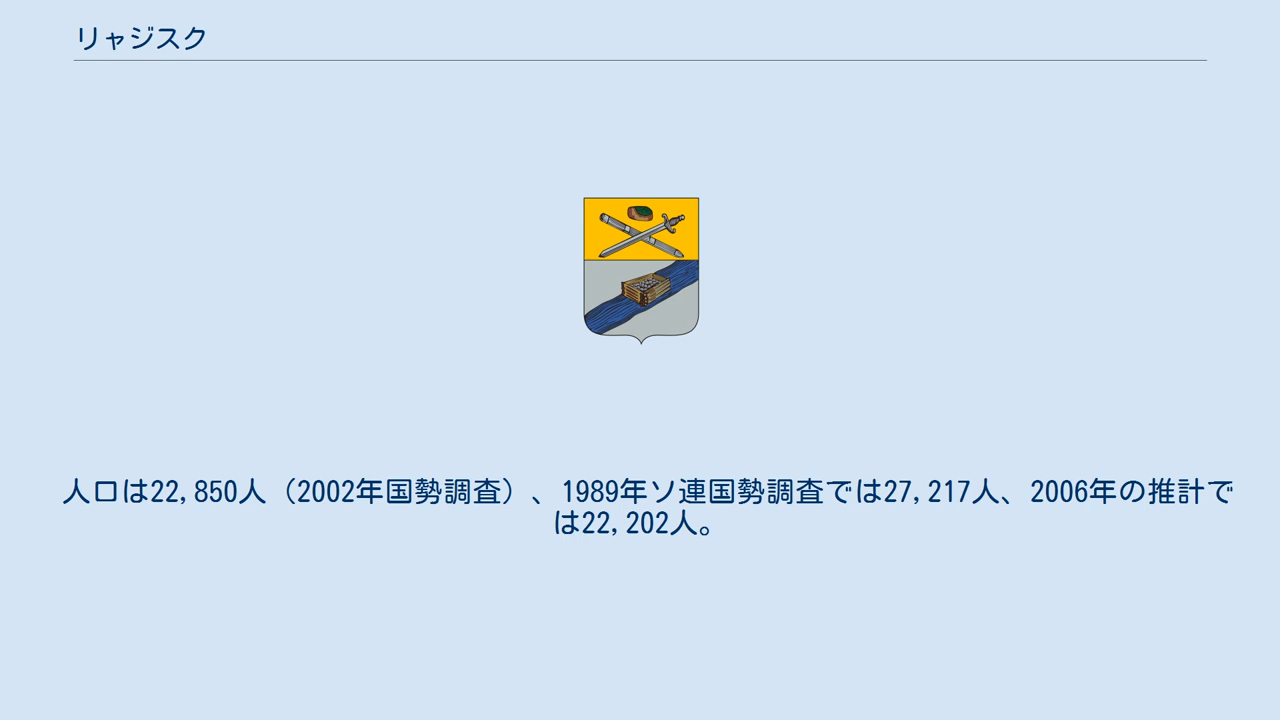 リャジスク
人口は22,850人（2002年国勢調査）、1989年ソ連国勢調査では27,217人、2006年の推計で
は22,202人。